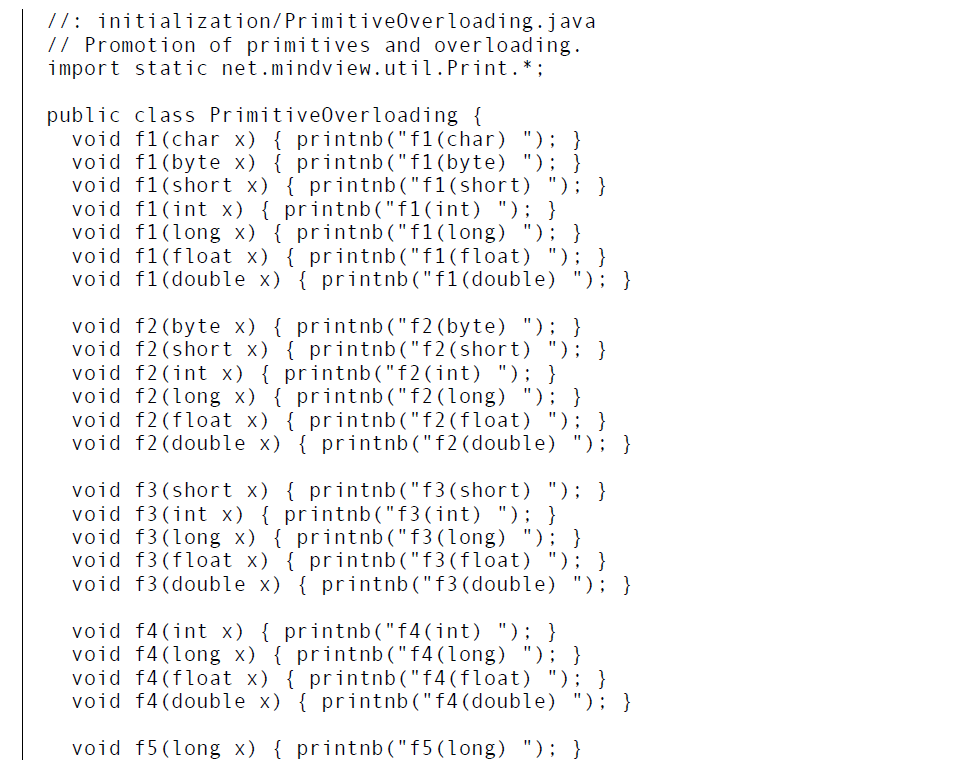 //: initialization/PrimitiveOverloading.java
// Promotion of primitives and overloading.
import static net.mindview.util.Print.*;

public class PrimitiveOverloading {
  void f1(char x) { printnb("f1(char) "); }
  void f1(byte x) { printnb("f1(byte) "); }
  void f1(short x) { printnb("f1(short) "); }
  void f1(int x) { printnb("f1(int) "); }
  void f1(long x) { printnb("f1(long) "); }
  void f1(float x) { printnb("f1(float) "); }
  void f1(double x) { printnb("f1(double) "); }

  void f2(byte x) { printnb("f2(byte) "); }
  void f2(short x) { printnb("f2(short) "); }
  void f2(int x) { printnb("f2(int) "); }
  void f2(long x) { printnb("f2(long) "); }
  void f2(float x) { printnb("f2(float) "); }
  void f2(double x) { printnb("f2(double) "); }

  void f3(short x) { printnb("f3(short) "); }
  void f3(int x) { printnb("f3(int) "); }
  void f3(long x) { printnb("f3(long) "); }
  void f3(float x) { printnb("f3(float) "); }
  void f3(double x) { printnb("f3(double) "); }

  void f4(int x) { printnb("f4(int) "); }
  void f4(long x) { printnb("f4(long) "); }
  void f4(float x) { printnb("f4(float) "); }
  void f4(double x) { printnb("f4(double) "); }

  void f5(long x) { printnb("f5(long) "); }